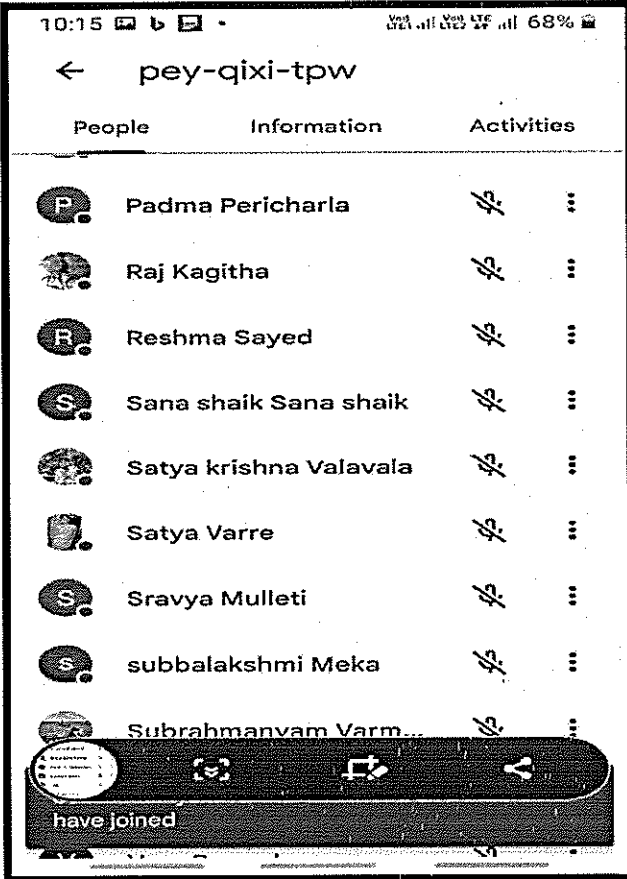 10:15 68%
pey-qixi-tpw
People Information Activities
P Padma Pericharla
Raj Kagitha
R Reshma Sayed
S Sana shaik Sana shaik
Satya krishna Valavala
Satya Varre
S Sravya Mulleti
s subbalakshmi Meka
Subrahmanyam Varm...
have joined